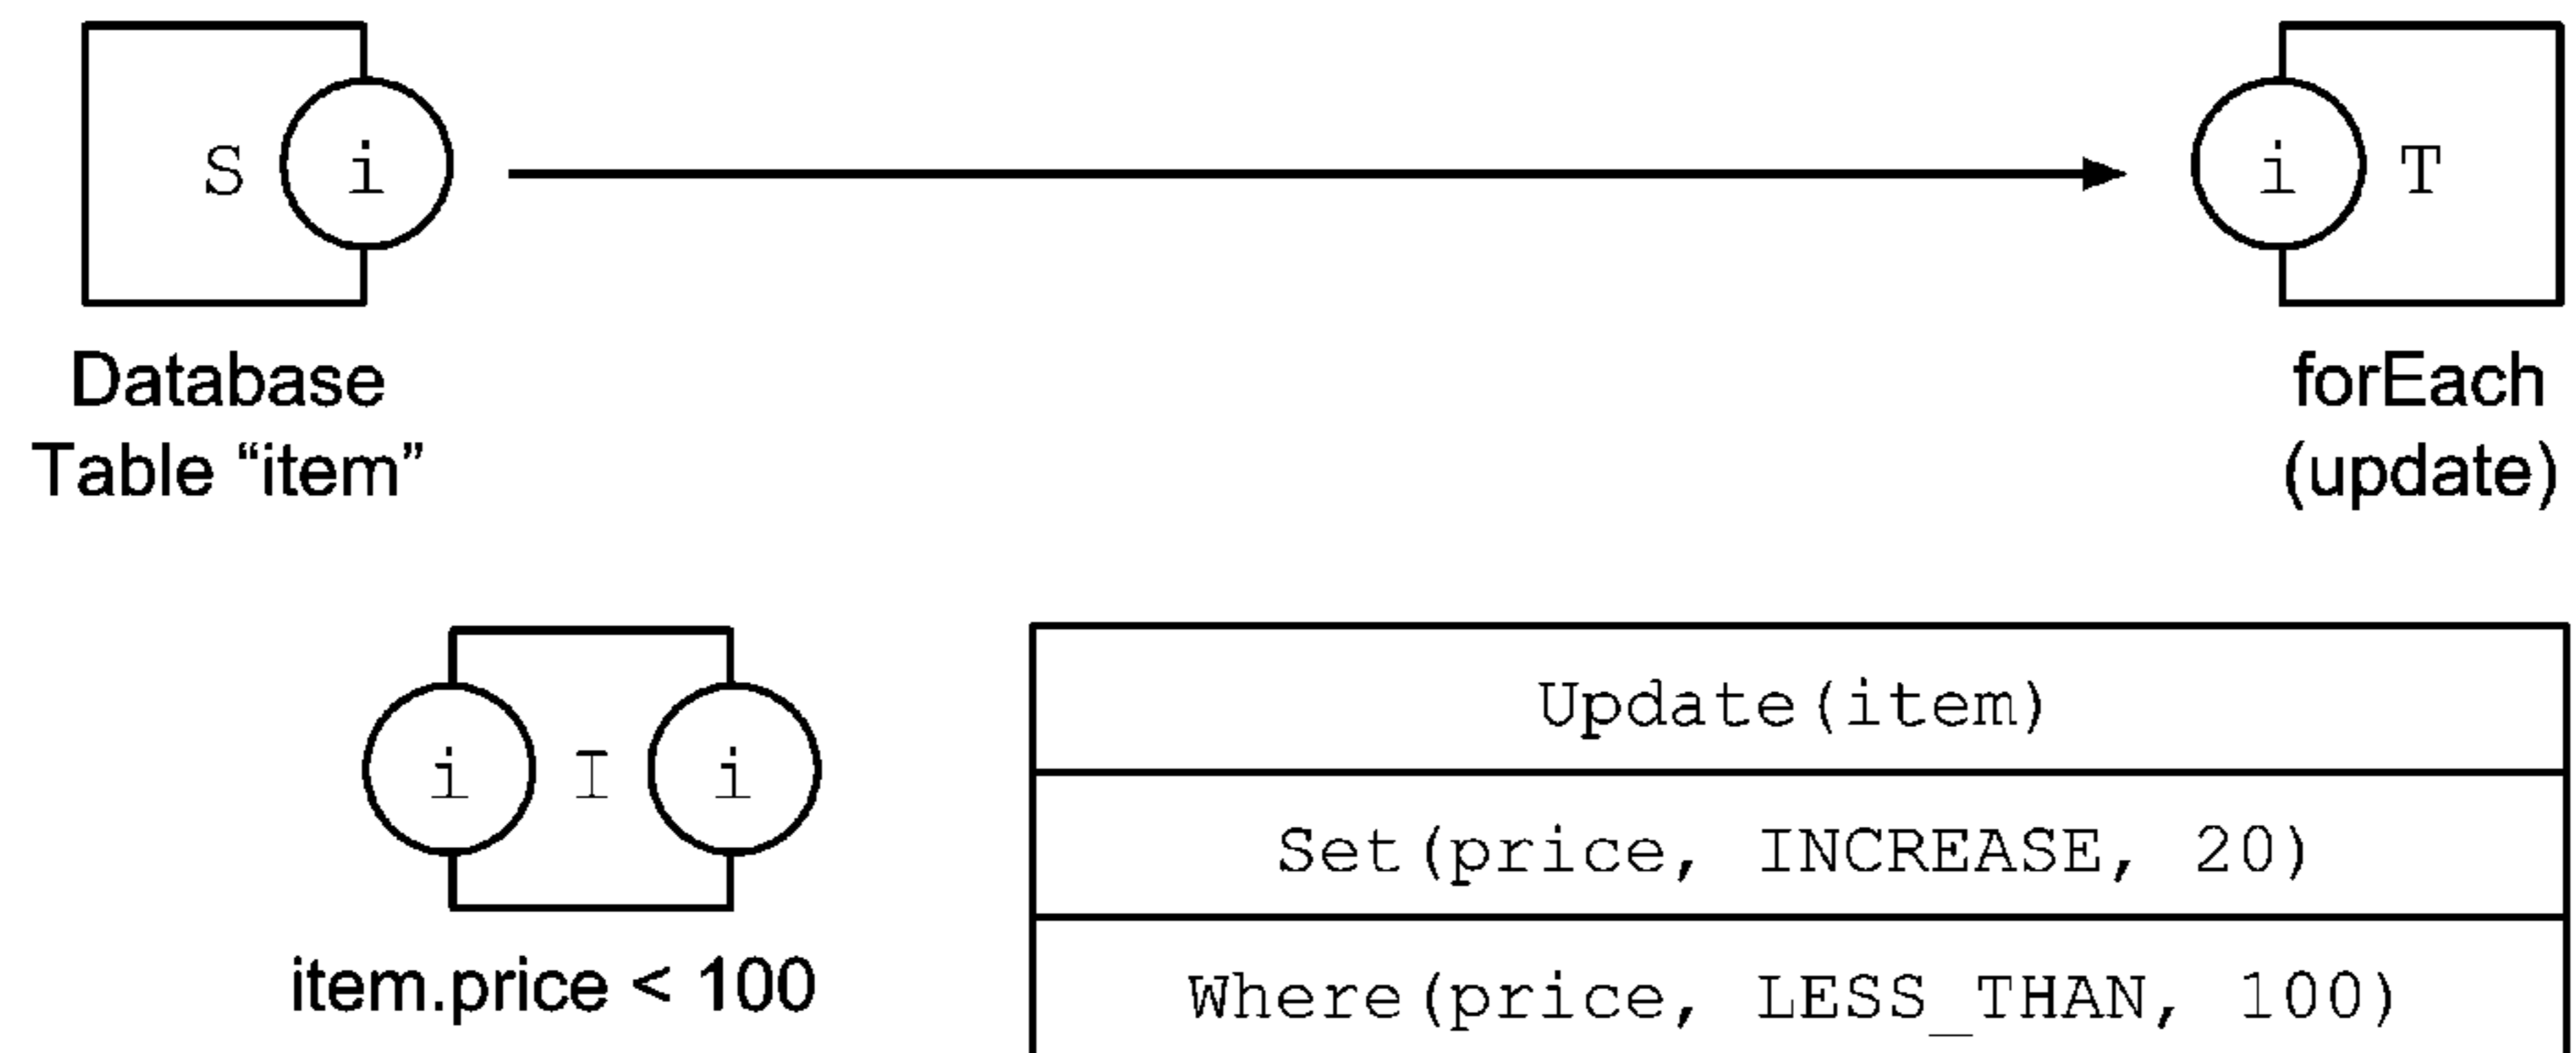 S i
i T
Database
Table “item”
forEach
(update)
i I i
item.price < 100
Update(item)
Set(price, INCREASE, 20)
Where(price, LESS_THAN, 100)